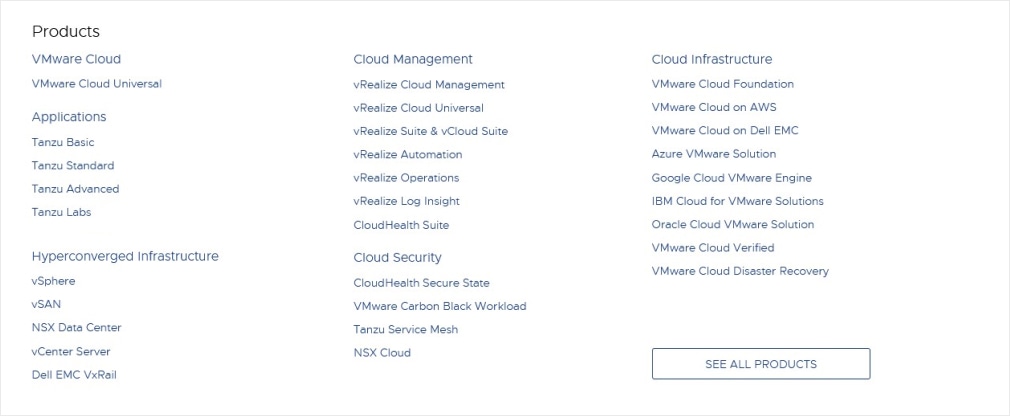 Products
VMware Cloud
VMware Cloud Universal
Applications
Tanzu Basic
Tanzu Standard
Tanzu Advanced
Tanzu Labs
Hyperconverged Infrastructure
vSphere
vSAN
NSX Data Center
vCenter Server
Dell EMC VxRail
Cloud Management
vRealize Cloud Management
vRealize Cloud Universal
vRealize Suite & vCloud Suite
vRealize Automation
vRealize Operations
vRealize Log Insight
CloudHealth Suite
Cloud Security
CloudHealth Secure State
VMware Carbon Black Workload
Tanzu Service Mesh
NSX Cloud
Cloud Infrastructure
VMware Cloud Foundation
VMware Cloud on AWS
VMware Cloud on Dell EMC
Azure VMware Solution
Google Cloud VMware Engine
IBM Cloud for VMware Solutions
Oracle Cloud VMware Solution
VMware Cloud Verified
VMware Cloud Disaster Recovery
SEE ALL PRODUCTS